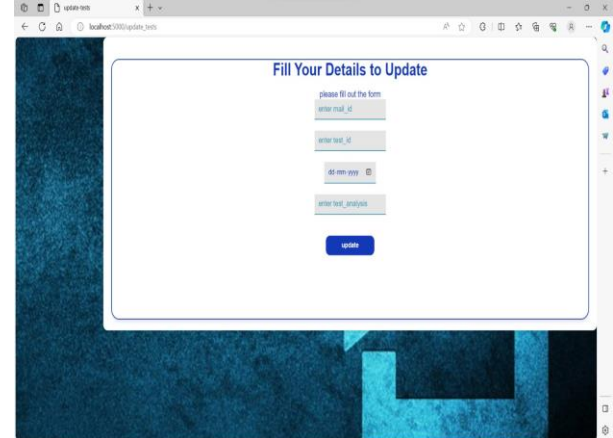 update-tests
localhost:5000/update_tests
Fill Your Details to Update
please fill out the form
enter mail_id
enter test_id
dd-mm-yyyy
enter test_analysis
update